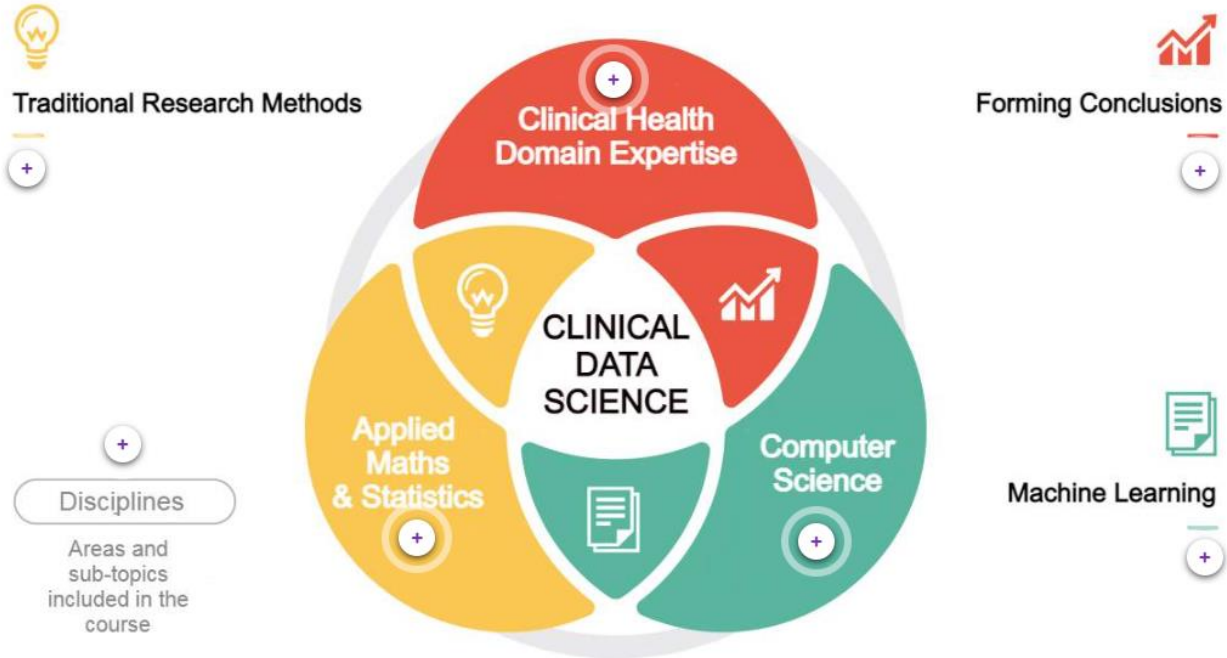 Traditional Research Methods
Forming Conclusions
+
+
+
Clinical Health
Domain Expertise
CLINICAL
DATA
SCIENCE
Applied
Maths
& Statistics
+
Computer
Science
+
+
Disciplines
Areas and
sub-topics
included in the
course
Machine Learning
+